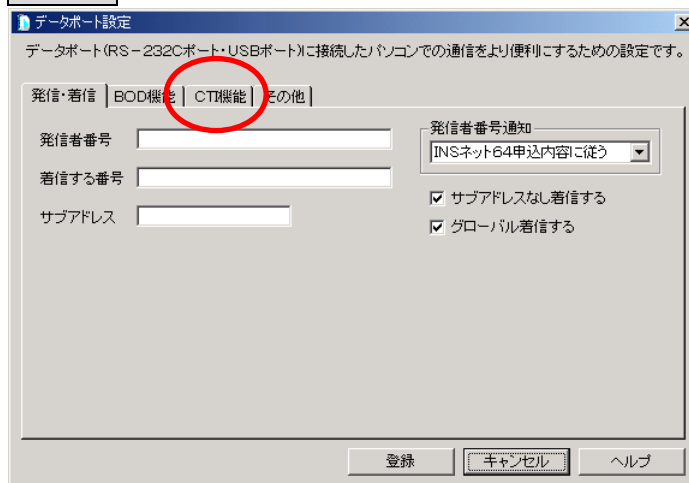 データポート設定
データポート(RS-232Cポート・USBポート)に接続したパソコンでの通信をより便利にするための設定です。
発信・着信 BOD機能 CTI機能 その他
発信者番号
着信する番号
サブアドレス
発信者番号通知
INSネット64申込内容に従う
サブアドレスなし着信する
グローバル着信する
登録 キャンセル ヘルプ